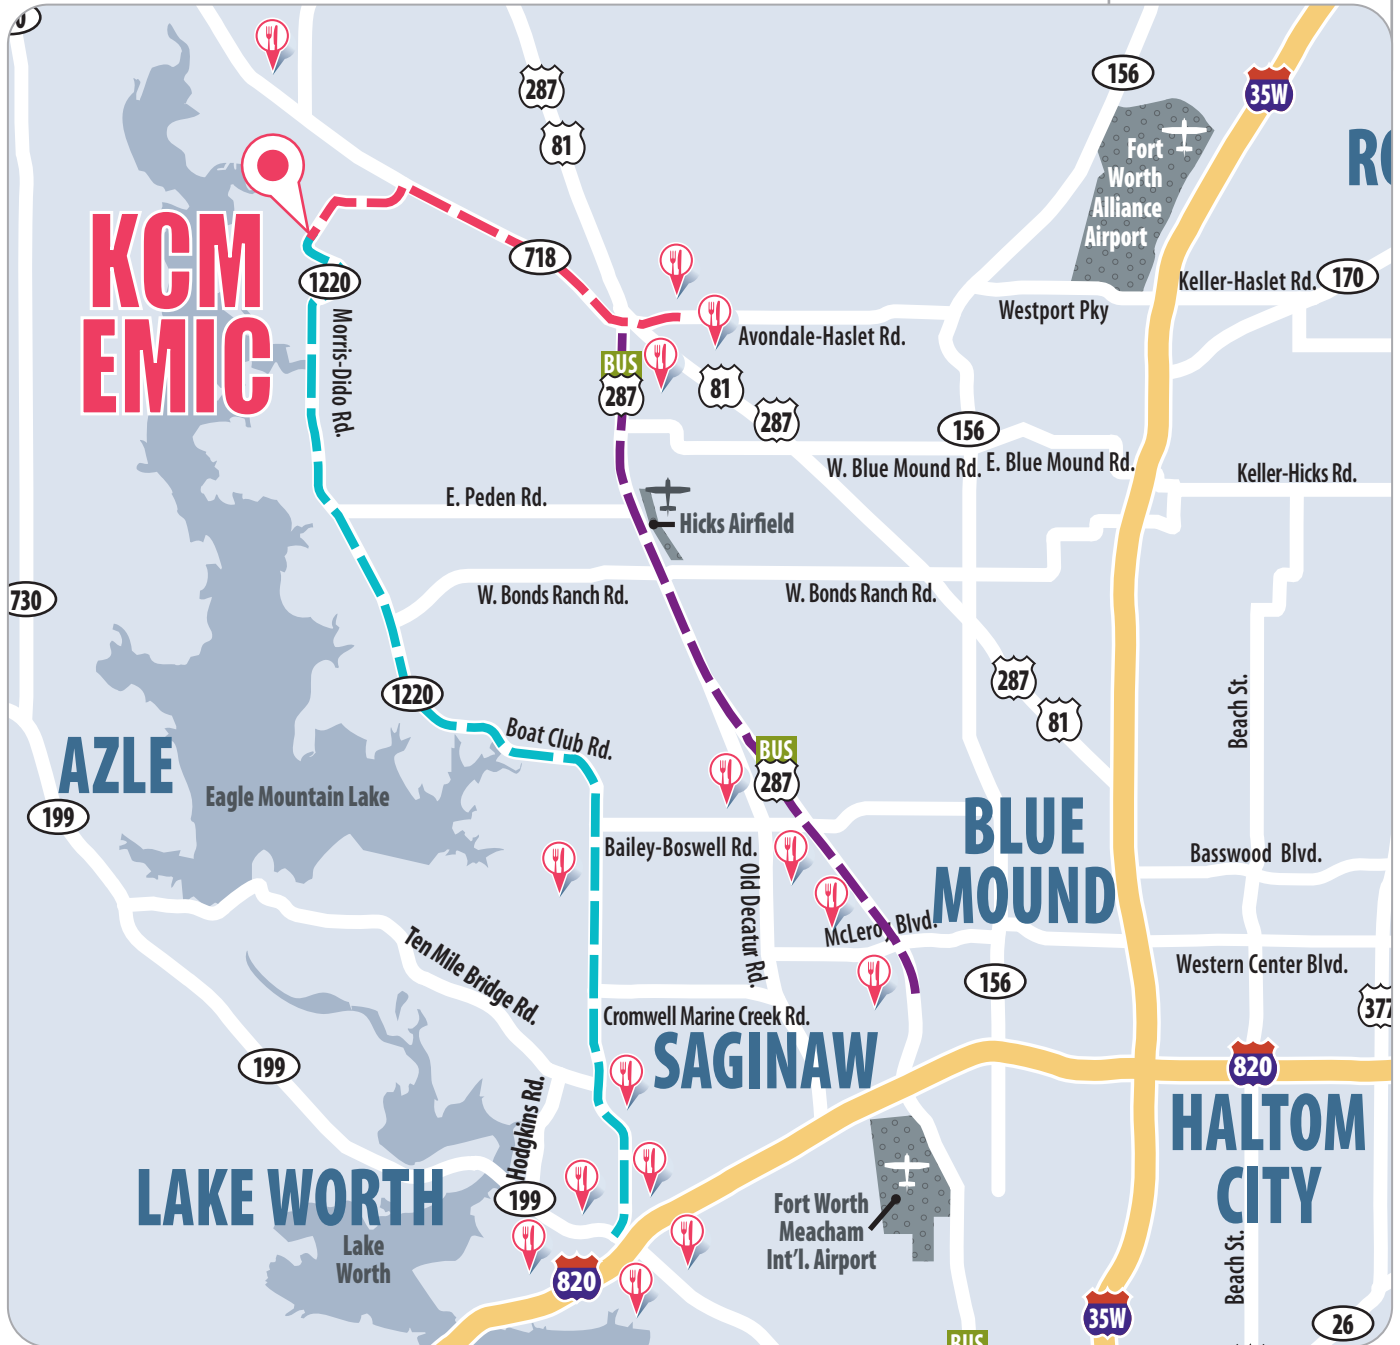 287
81
156
35W
Fort
Worth
Alliance
Airport
KCM
EMIC
718
1220
Keller-Haslet Rd.
170
Westport Pky
Avondale-Haslet Rd.
Morris-Dido Rd.
BUS
287
81
287
156
W. Blue Mound Rd.
E. Blue Mound Rd.
Keller-Hicks Rd.
E. Peden Rd.
Hicks Airfield
730
W. Bonds Ranch Rd.
W. Bonds Ranch Rd.
287
81
1220
Beach St.
Boat Club Rd.
BUS
287
AZLE
Eagle Mountain Lake
199
BLUE
MOUND
Bailey-Boswell Rd.
Basswood Blvd.
Old Decatur Rd.
McLeroy Blvd.
Ten Mile Bridge Rd.
Western Center Blvd.
156
377
Cromwell Marine Creek Rd.
SAGINAW
199
820
Hodgkins Rd.
HALTOM
CITY
LAKE WORTH
199
Lake
Worth
Fort Worth
Meacham
Int'l. Airport
820
Beach St.
35W
26
BUS